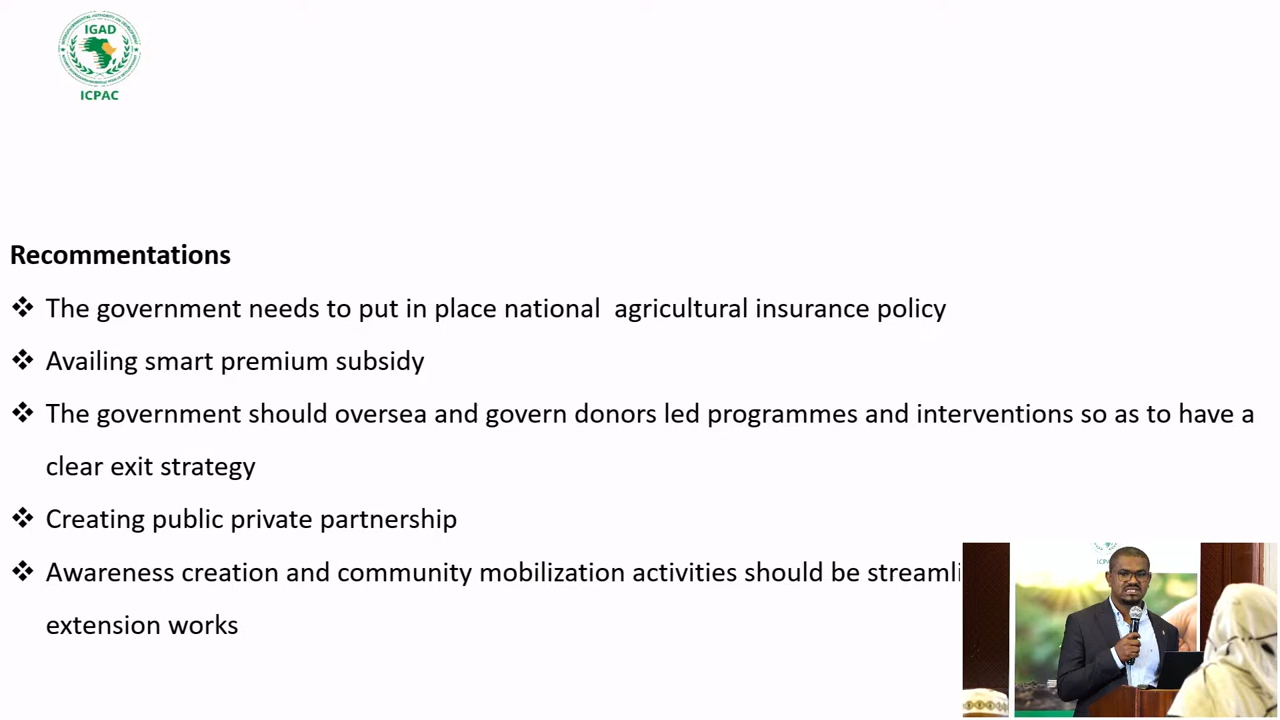 IGAD
ICPAC
Recommentations
❖ The government needs to put in place national  agricultural insurance policy
❖ Availing smart premium subsidy
❖ The government should oversea and govern donors led programmes and interventions so as to have a
clear exit strategy
❖ Creating public private partnership
❖ Awareness creation and community mobilization activities should be
extension works